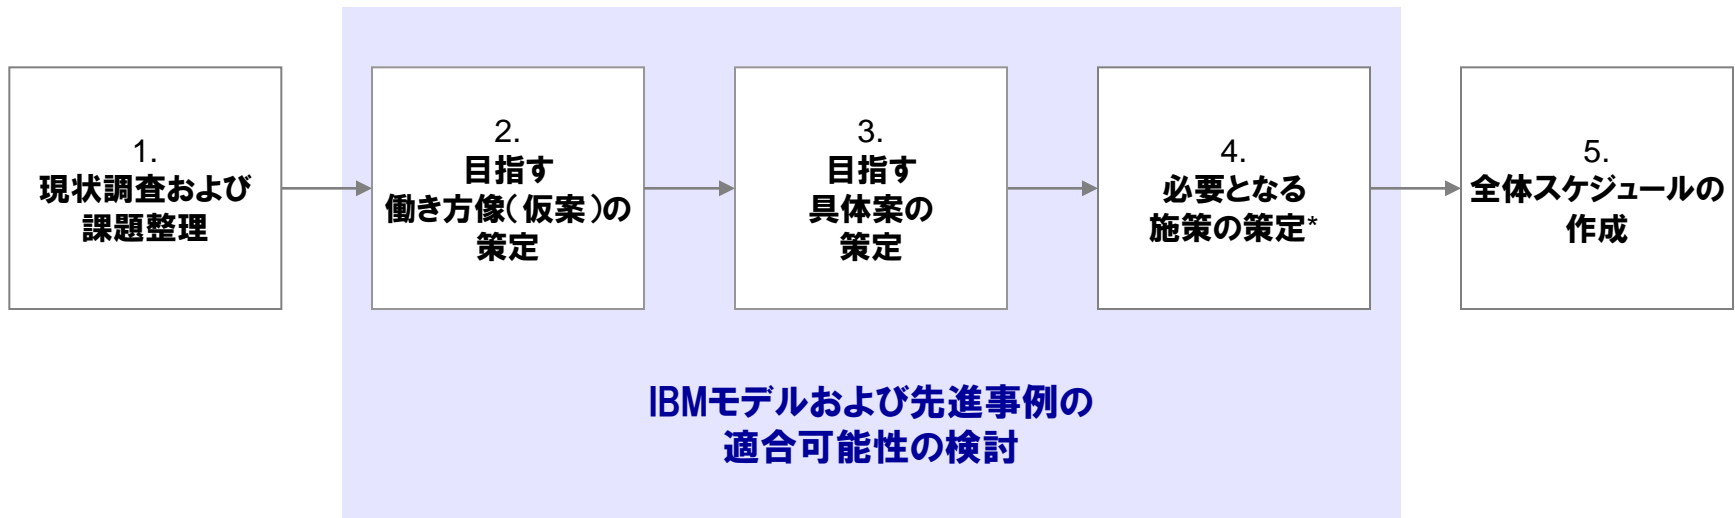 1.
現状調査および
課題整理
2.
目指す
働き方像(仮案)の
策定
3.
目指す
具体案の
策定
4.
必要となる
施策の策定*
5.
全体スケジュールの
作成
IBMモデルおよび先進事例の
適合可能性の検討